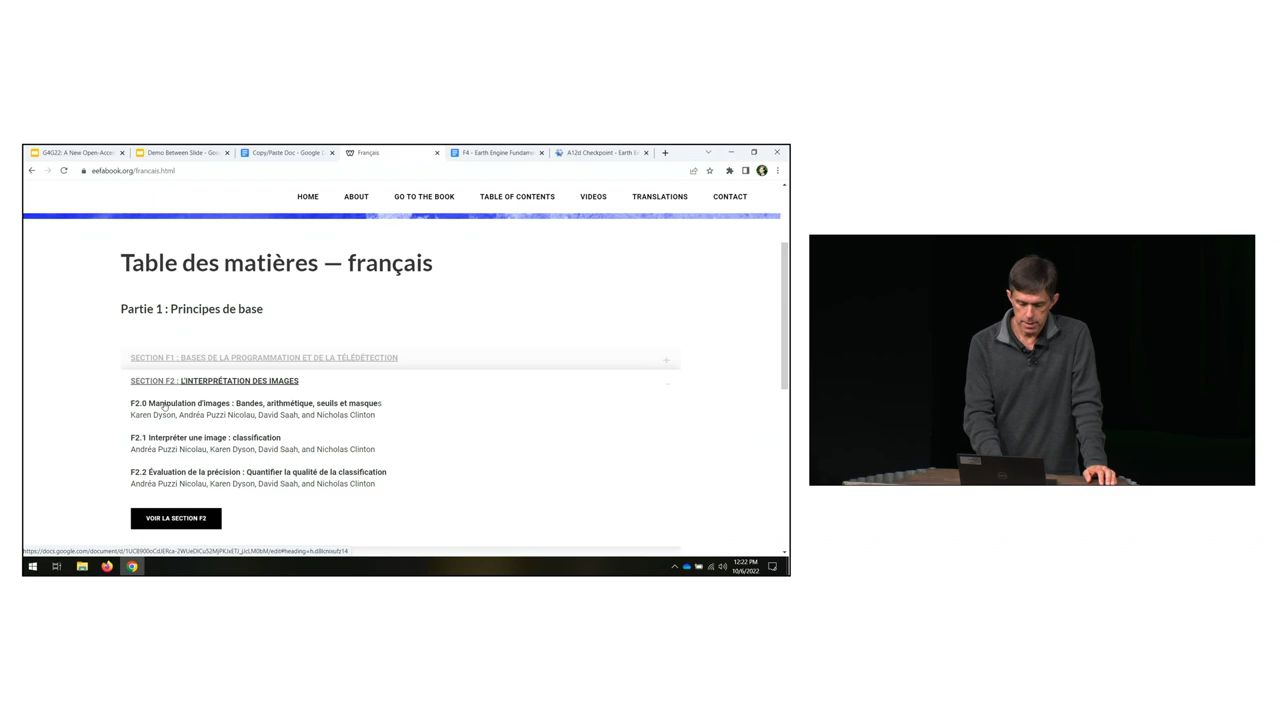 G4G22: A New Open-Acce
Demo Between Slide - Goo
Copy/Paste Doc - Google D
Français
F4 - Earth Engine Fundam
A12d Checkpoint - Earth En
eefabook.org/francais.html
HOME ABOUT GO TO THE BOOK TABLE OF CONTENTS VIDEOS TRANSLATIONS CONTACT
Table des matières — français
Partie 1 : Principes de base
SECTION F1 : BASES DE LA PROGRAMMATION ET DE LA TÉLÉDÉTECTION
SECTION F2 : L'INTERPRÉTATION DES IMAGES
F2.0 Manipulation d'images : Bandes, arithmétique, seuils et masques
Karen Dyson, Andréa Puzzi Nicolau, David Saah, and Nicholas Clinton
F2.1 Interpréter une image : classification
Andréa Puzzi Nicolau, Karen Dyson, David Saah, and Nicholas Clinton
F2.2 Évaluation de la précision : Quantifier la qualité de la classification
Andréa Puzzi Nicolau, Karen Dyson, David Saah, and Nicholas Clinton
VOIR LA SECTION F2
12:22 PM
10/6/2022